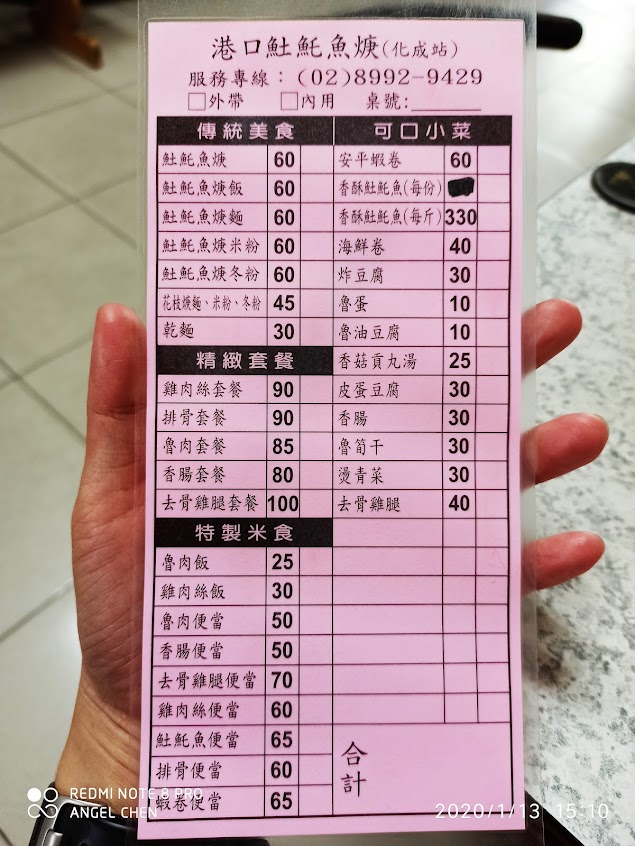 港口𩵚魠魚焿(化成站)
服務專線：(02)8992-9429
□外帶 □內用 桌號:______
傳統美食
𩵚魠魚焿 60
𩵚魠魚飯 60
𩵚魠魚焿麵 60
𩵚魠魚焿米粉 60
𩵚魠魚焿冬粉 60
花枝焿麵、米粉、冬粉 45
乾麵 30
精緻套餐
雞肉絲套餐 90
排骨套餐 90
魯肉套餐 85
香腸套餐 80
去骨雞腿套餐 100
特製米食
魯肉飯 25
雞肉絲飯 30
魯肉便當 50
香腸便當 50
去骨雞腿便當 70
雞肉絲便當 60
𩵚魠魚便當 65
排骨便當 60
蝦卷便當 65
可口小菜
安平蝦卷 60
香酥𩵚魠魚(每份)
香酥𩵚魠魚(每斤) 330
海鮮卷 40
炸豆腐 30
魯蛋 10
魯油豆腐 10
香菇貢丸湯 25
皮蛋豆腐 30
香腸 30
魯筍干 30
燙青菜 30
去骨雞腿 40
合計
REDMI NOTE 8 PRO
ANGEL CHEN
2020/1/13 15:10